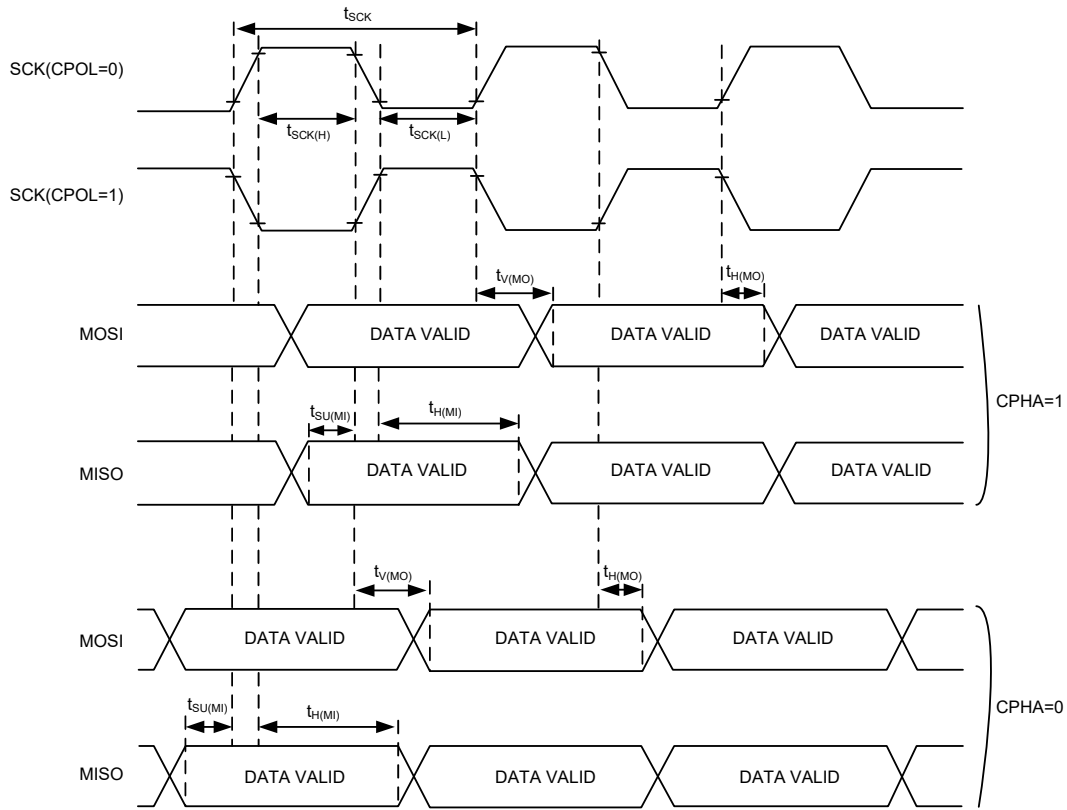 tSCK
SCK(CPOL=0)
tSCK(H)
tSCK(L)
SCK(CPOL=1)
tV(MO)
tH(MO)
MOSI
DATA VALID
DATA VALID
DATA VALID
CPHA=1
tSU(MI)
tH(MI)
MISO
DATA VALID
DATA VALID
DATA VALID
tV(MO)
tH(MO)
MOSI
DATA VALID
DATA VALID
DATA VALID
tSU(MI)
tH(MI)
CPHA=0
MISO
DATA VALID
DATA VALID
DATA VALID